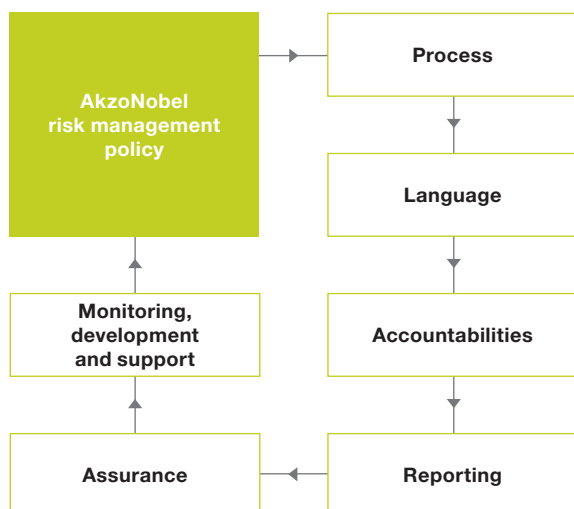 AkzoNobel
risk management
policy
Process
Language
Accountabilities
Reporting
Assurance
Monitoring,
development
and support